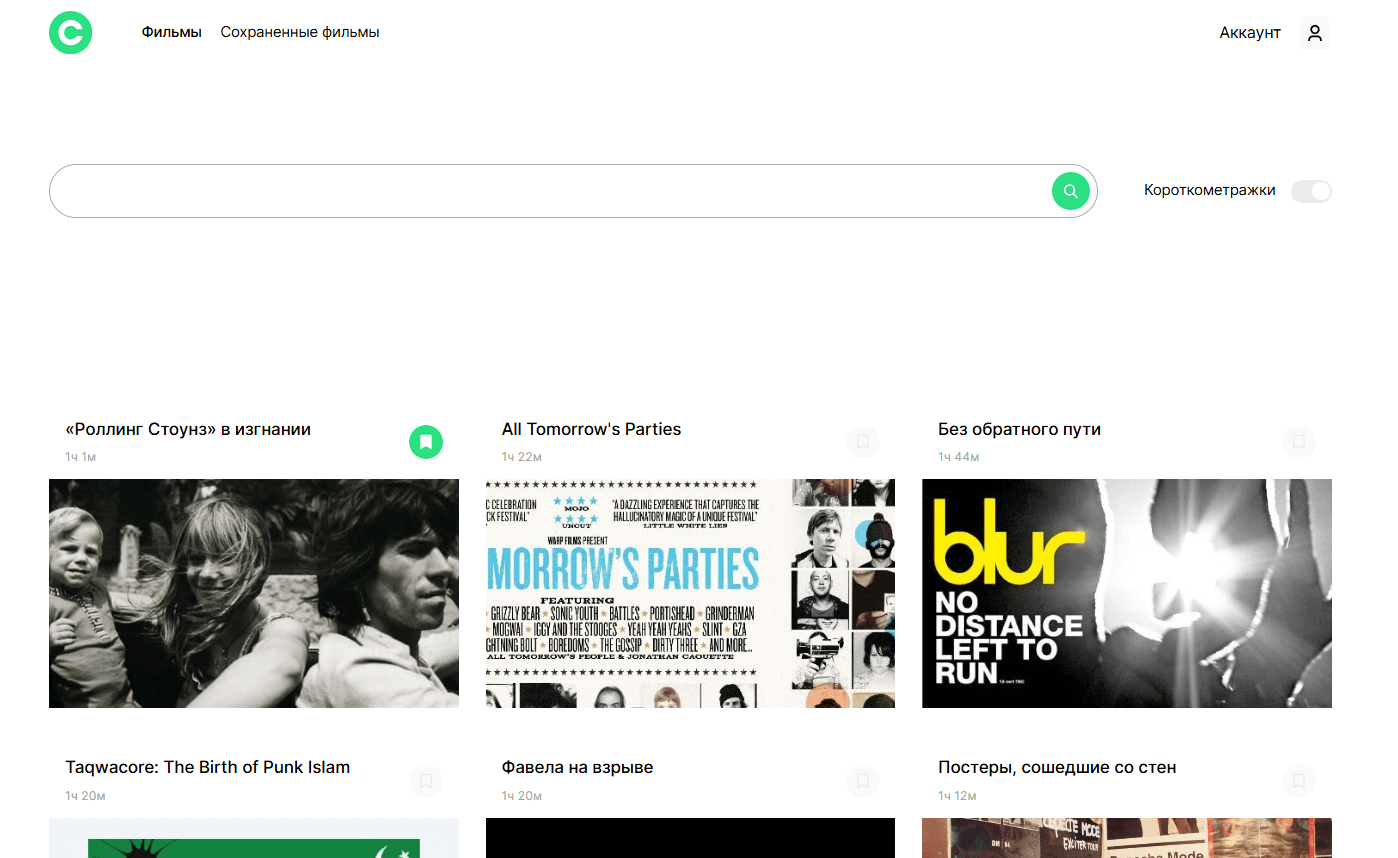 C
Фильмы
Сохраненные фильмы
Аккаунт
Короткометражки
«Роллинг Стоунз» в изгнании
1ч 1м
All Tomorrow's Parties
1ч 22м
Без обратного пути
1ч 44м
C CELEBRATION
CK FESTIVAL"
MOJO
UNCUT
"A DAZZLING EXPERIENCE THAT CAPTURES THE
HALLUCINATORY MAGIC OF A UNIQUE FESTIVAL"
LITTLE WHITE LIES
WARP FILMS PRESENT
MORROW'S PARTIES
FEATURING
GRIZZLY BEAR ★ SONIC YOUTH ★ BATTLES ★ PORTISHEAD ★ GRINDERMAN
★ MOGWAI ★ IGGY AND THE STOOGES ★ YEAH YEAH YEAHS ★ SLINT ★ GZA
GHTNING BOLT ★ BOREDOMS ★ THE GOSSIP ★ DIRTY THREE ★ AND MORE...
ALL TOMORROW'S PEOPLE & JONATHAN CAOUETTE
blur
NO
DISTANCE
LEFT TO
RUN
Taqwacore: The Birth of Punk Islam
1ч 20м
Фавела на взрыве
1ч 20м
Постеры, сошедшие со стен
1ч 12м
MODE
EXCITER TOUR
Depeche Mode